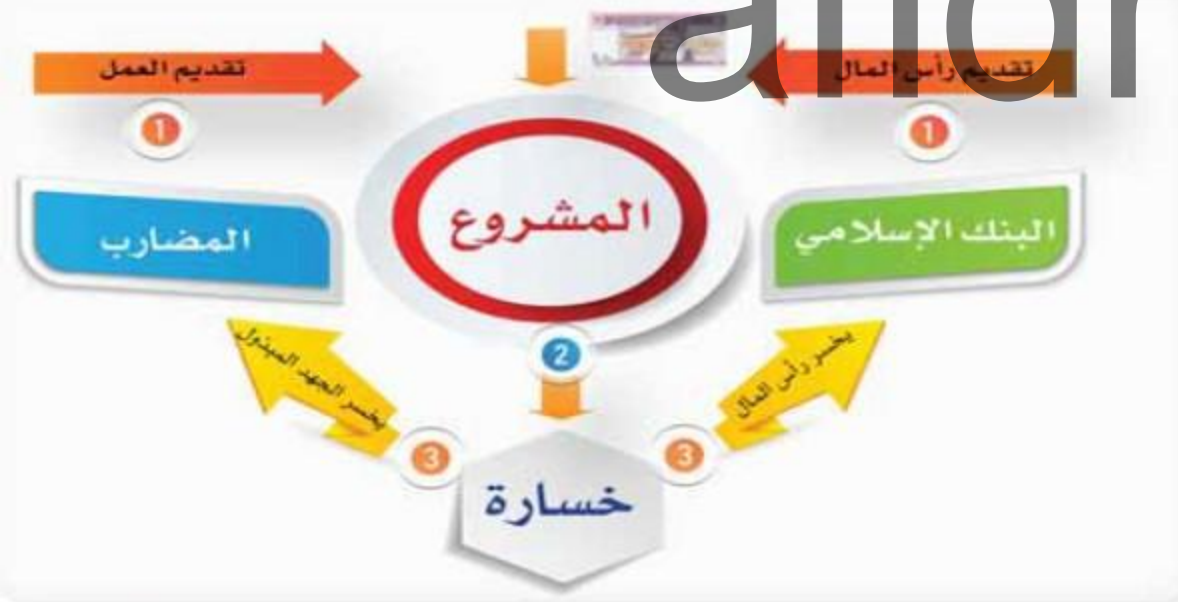 تقديم رأس المال
تقديم العمل
1
1
البنك الإسلامي
المشروع
المضارب
2
يخسر رأس المال
يخسر الجهد المبذول
3
3
خسارة